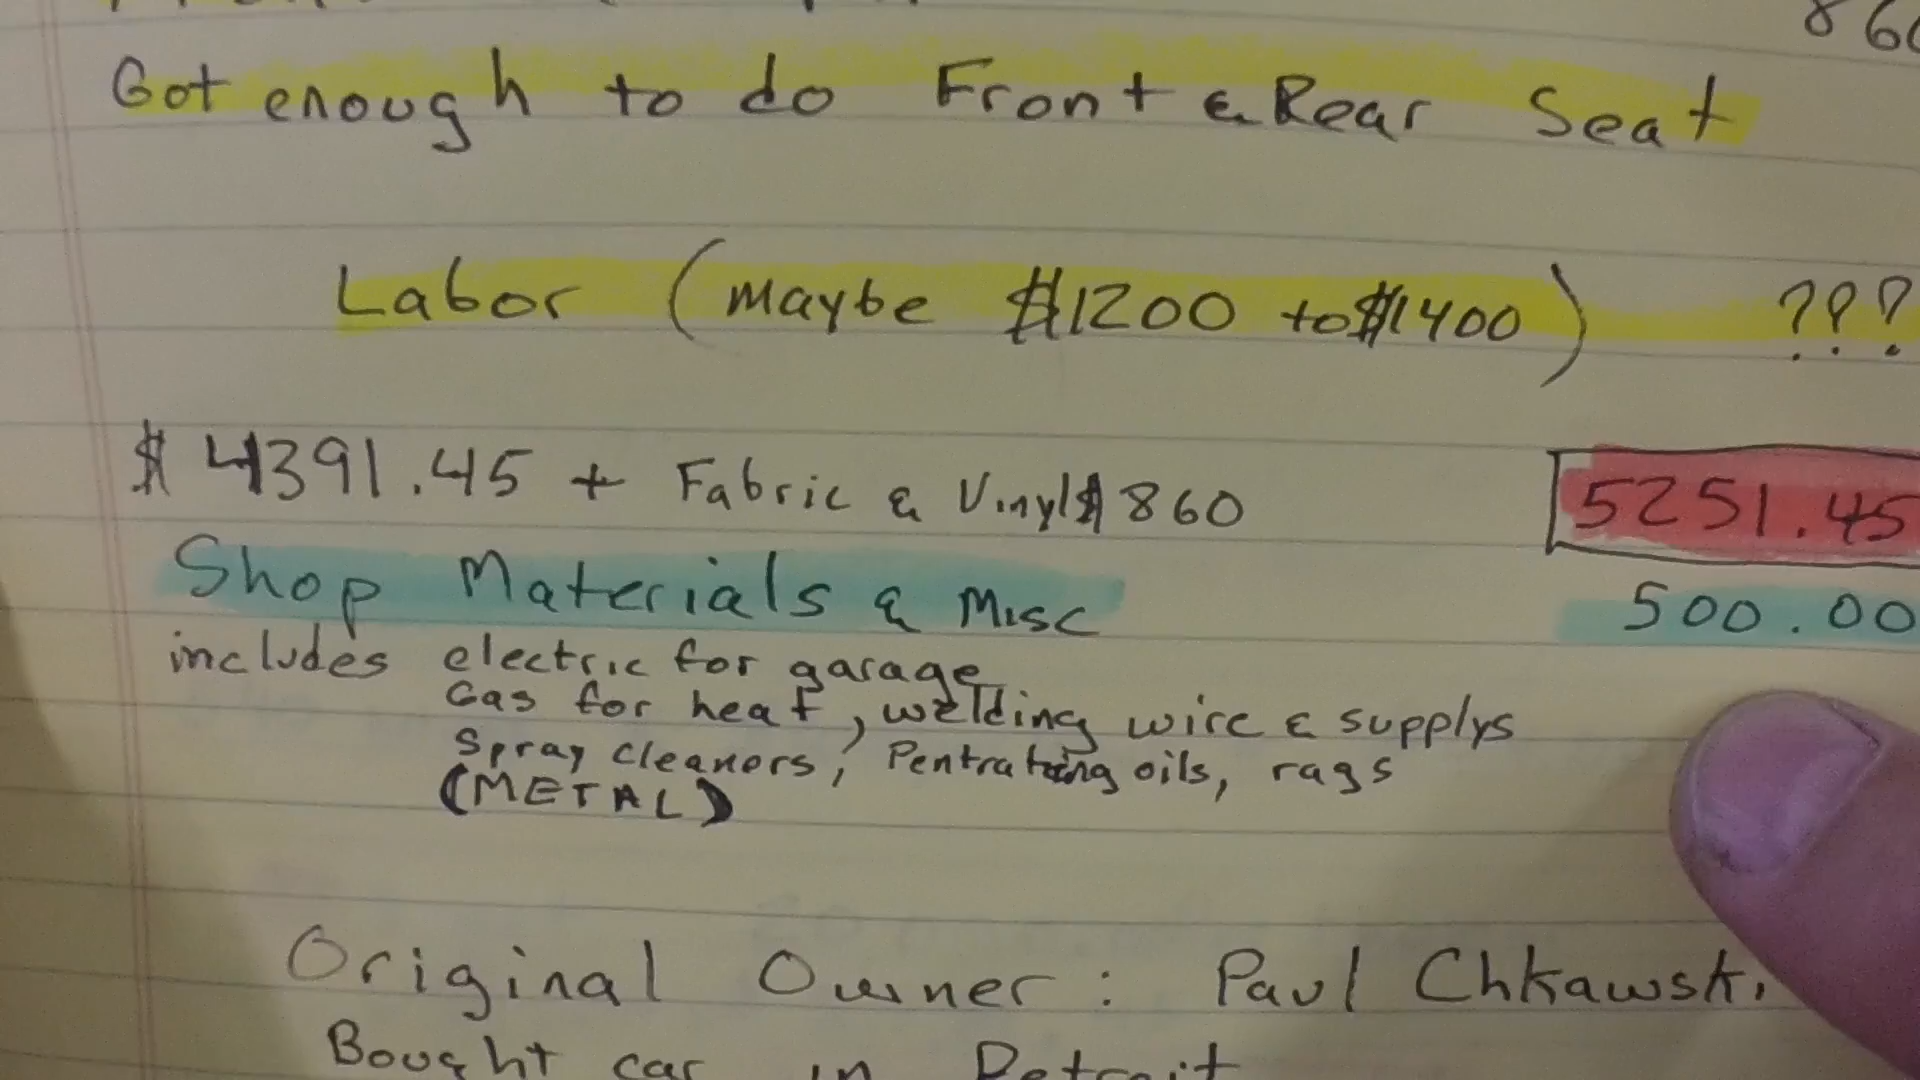 860
Got enough to do Front & Rear Seat
Labor (Maybe $1200 to $1400) ???
$ 4391.45 + Fabric & Vinyl $860 5251.45
Shop Materials & Misc 500.00
includes electric for garage
Gas for heat, welding wire & supplys
Spray cleaners, Pentrating oils, rags
(METAL)
Original Owner: Paul Chkawski
Bought car in Detroit